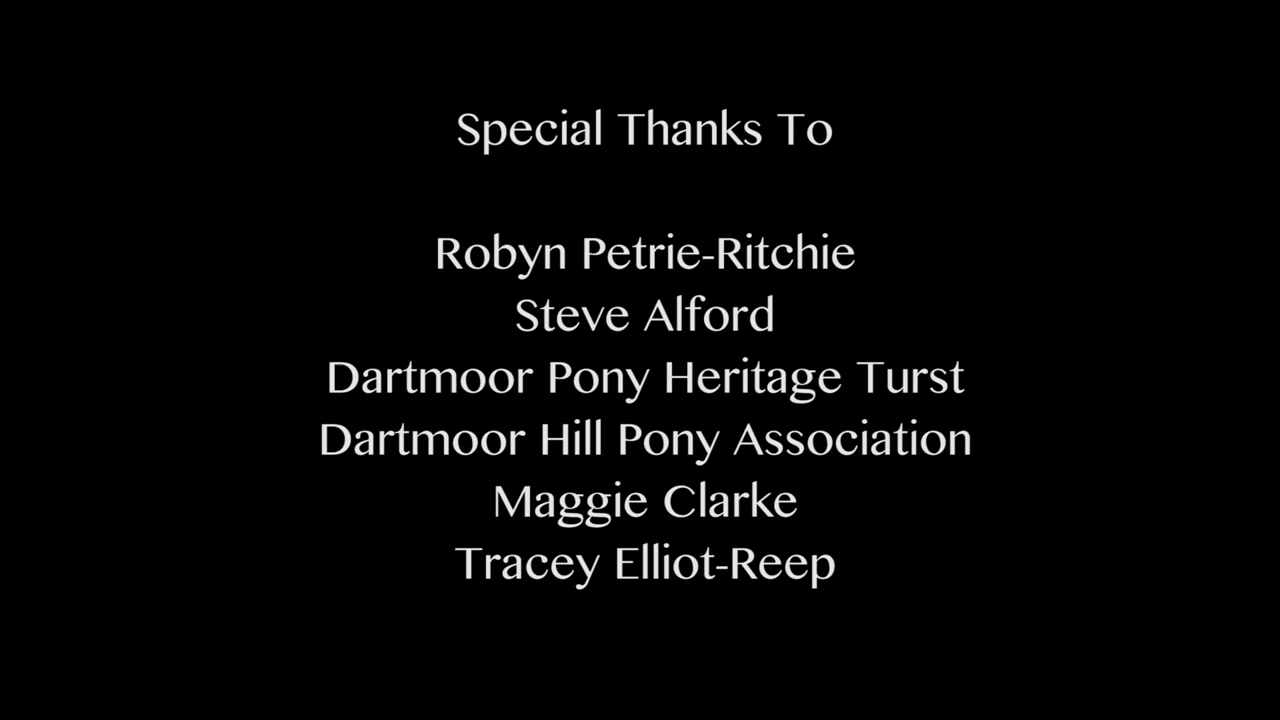 Special Thanks To
Robyn Petrie-Ritchie
Steve Alford
Dartmoor Pony Heritage Turst
Dartmoor Hill Pony Association
Maggie Clarke
Tracey Elliot-Reep